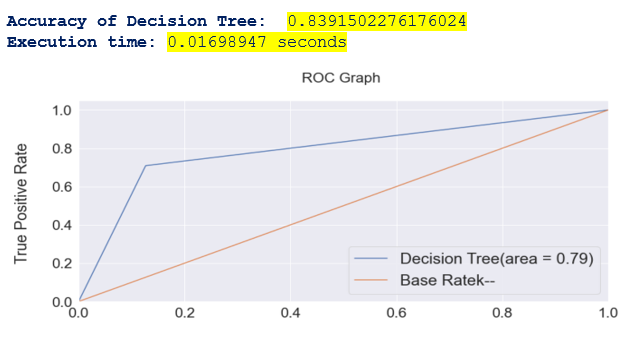 Accuracy of Decision Tree: 0.8391502276176024
Execution time: 0.01698947 seconds
ROC Graph
True Positive Rate
1.0
0.8
0.6
0.4
0.2
0.0
Decision Tree(area = 0.79)
Base Ratek--
0.0 0.2 0.4 0.6 0.8 1.0